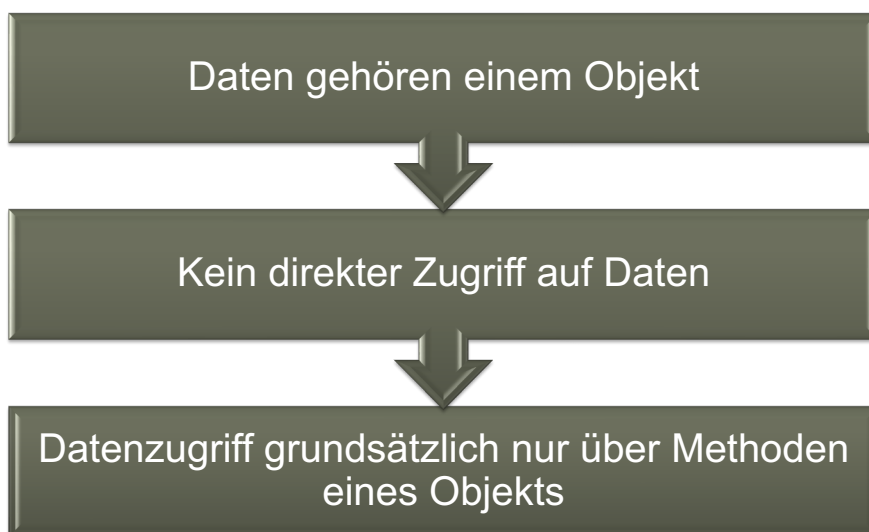 Daten gehören einem Objekt
Kein direkter Zugriff auf Daten
Datenzugriff grundsätzlich nur über Methoden
eines Objekts